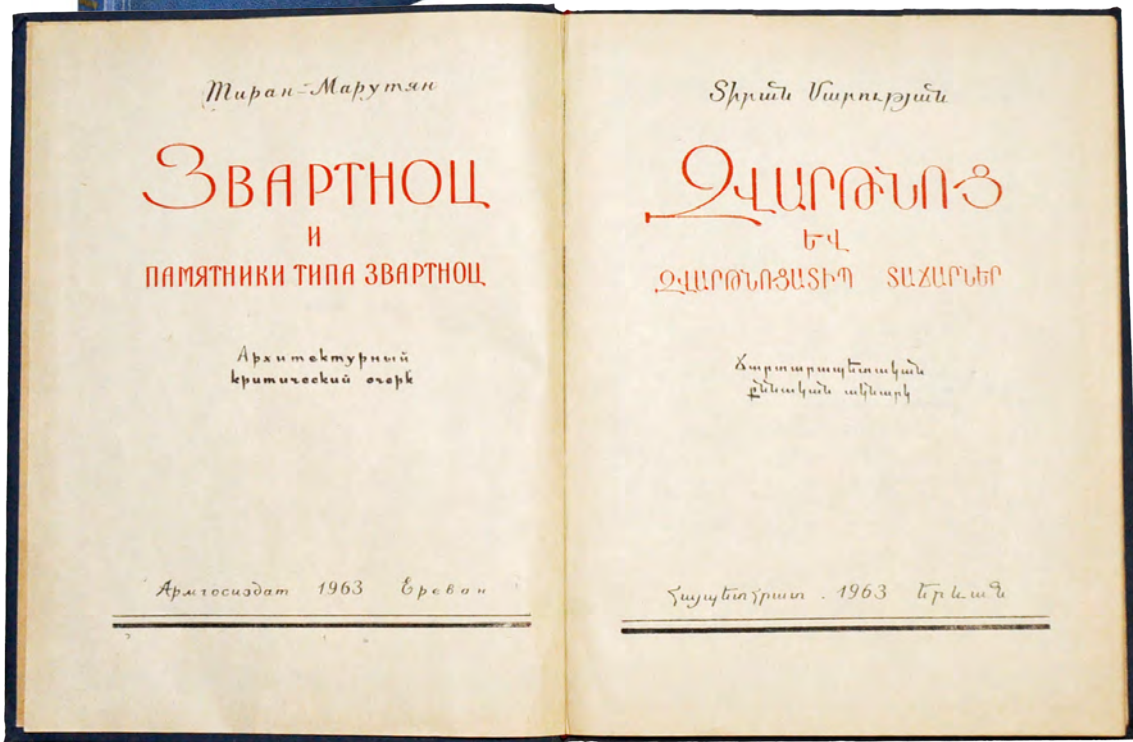 Тиран-Марутян
ЗВАРТНОЦ
И
ПАМЯТНИКИ ТИПА ЗВАРТНОЦ
Архитектурный
критический очерк
Армгосиздат 1963 Ереван
Տիրան Մարության
ԶՎԱՐԹՆՈՑ
ԵՎ
ԶՎԱՐԹՆՈՑԱՏԻՊ ՏԱՃԱՐՆԵՐ
Ճարտարապետական
քննական ակնարկ
Հայպետհրատ . 1963 Երևան